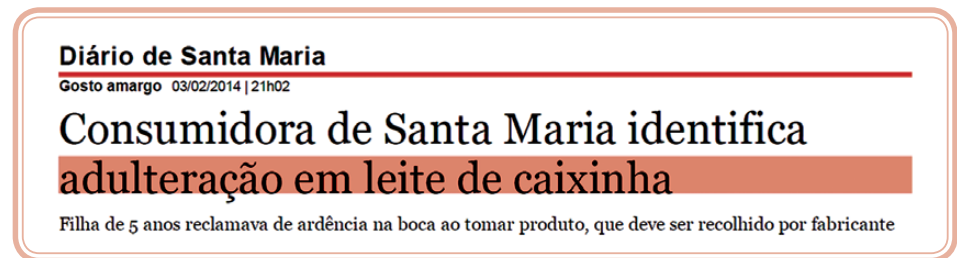 Diário de Santa Maria
Gosto amargo 03/02/2014 | 21h02
Consumidora de Santa Maria identifica
adulteração em leite de caixinha
Filha de 5 anos reclamava de ardência na boca ao tomar produto, que deve ser recolhido por fabricante